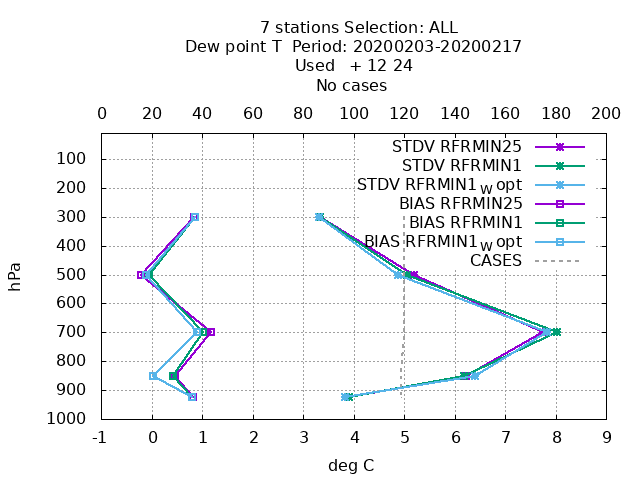 7 stations Selection: ALL
Dew point T  Period: 20200203-20200217
Used   + 12 24
No cases
0 20 40 60 80 100 120 140 160 180 200
STDV RFRMIN25
STDV RFRMIN1
STDV RFRMIN1_W opt
BIAS RFRMIN25
BIAS RFRMIN1
BIAS RFRMIN1_W opt
CASES
100
200
300
400
500
600
700
800
900
1000
hPa
-1 0 1 2 3 4 5 6 7 8 9
deg C